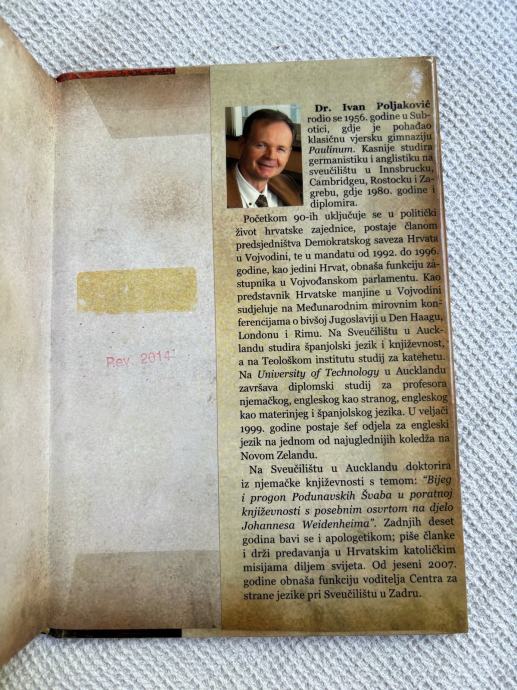 Dr. Ivan Poljaković
rodio se 1956. godine u Sub-
otici, gdje je pohađao
klasičnu vjersku gimnaziju
Paulinum. Kasnije studira
germanistiku i anglistiku na
sveučilištu u Innsbrucku,
Cambridgeu, Rostocku i Za-
grebu, gdje 1980. godine i
diplomira.
Početkom 90-ih uključuje se u politički
život hrvatske zajednice, postaje članom
predsjedništva Demokratskog saveza Hrvata
u Vojvodini, te u mandatu od 1992. do 1996.
godine, kao jedini Hrvat, obnaša funkciju za-
stupnika u Vojvođanskom parlamentu. Kao
predstavnik Hrvatske manjine u Vojvodini
sudjeluje na Međunarodnim mirovnim kon-
ferencijama o bivšoj Jugoslaviji u Den Haagu,
Londonu i Rimu. Na Sveučilištu u Auck-
landu studira španjolski jezik i književnost,
a na Teološkom institutu studij za katehetu.
Na University of Technology u Aucklandu
završava diplomski studij za profesora
njemačkog, engleskog kao stranog, engleskog
kao materinjeg i španjolskog jezika. U veljači
1999. godine postaje šef odjela za engleski
jezik na jednom od najuglednijih koledža na
Novom Zelandu.
Na Sveučilištu u Aucklandu doktorira
iz njemačke književnosti s temom: “Bijeg
i progon Podunavskih Švaba u poratnoj
književnosti s posebnim osvrtom na djelo
Johannesa Weidenheima”. Zadnjih deset
godina bavi se i apologetikom; piše članke
i drži predavanja u Hrvatskim katoličkim
misijama diljem svijeta. Od jeseni 2007.
godine obnaša funkciju voditelja Centra za
strane jezike pri Sveučilištu u Zadru.
Rev. 2014